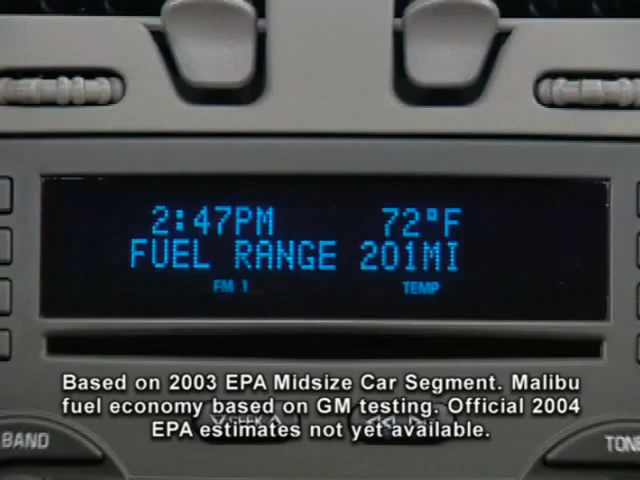 2:47PM 72°F
FUEL RANGE 201MI
FM 1 TEMP
Based on 2003 EPA Midsize Car Segment. Malibu
fuel economy based on GM testing. Official 2004
EPA estimates not yet available.
BAND